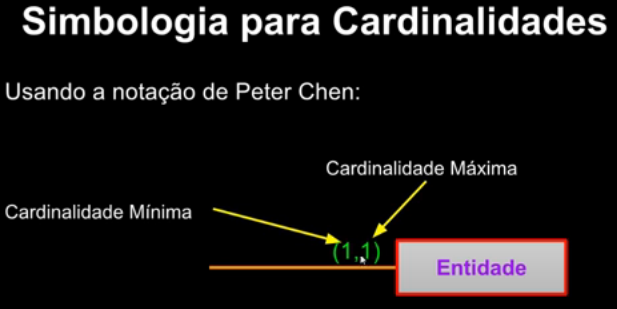 Simbologia para Cardinalidades
Usando a notação de Peter Chen:
Cardinalidade Máxima
Cardinalidade Mínima
(1,1)
Entidade